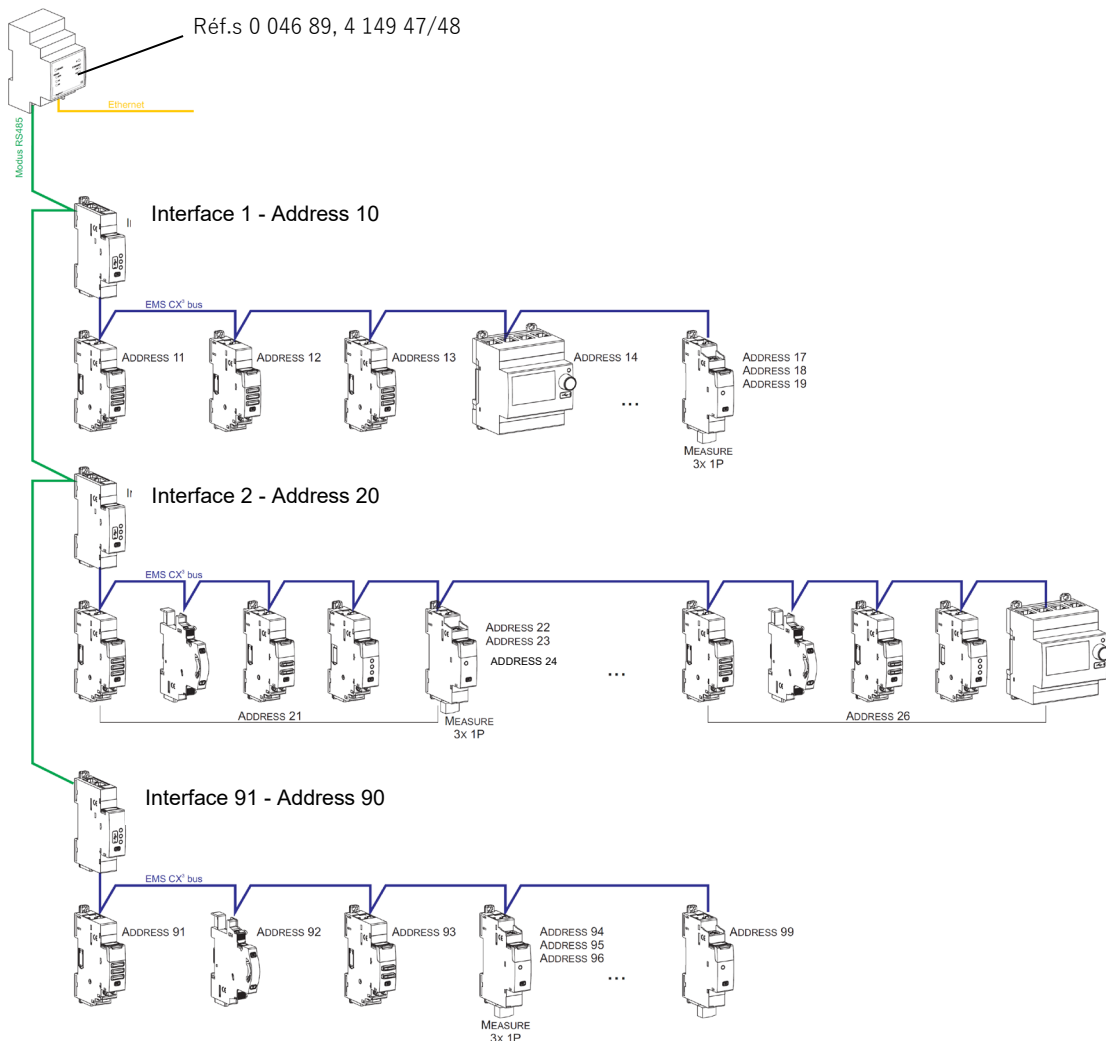 Réf.s 0 046 89, 4 149 47/48
Ethernet
Modus RS485
Interface 1 - Address 10
EMS CX³ bus
ADDRESS 11
ADDRESS 12
ADDRESS 13
ADDRESS 14
ADDRESS 17
ADDRESS 18
ADDRESS 19
...
MEASURE
3X 1P
Interface 2 - Address 20
EMS CX³ bus
ADDRESS 22
ADDRESS 23
ADDRESS 24
...
ADDRESS 21
MEASURE
3X 1P
ADDRESS 26
Interface 91 - Address 90
EMS CX³ bus
ADDRESS 91
ADDRESS 92
ADDRESS 93
ADDRESS 94
ADDRESS 95
ADDRESS 96
ADDRESS 99
...
MEASURE
3X 1P